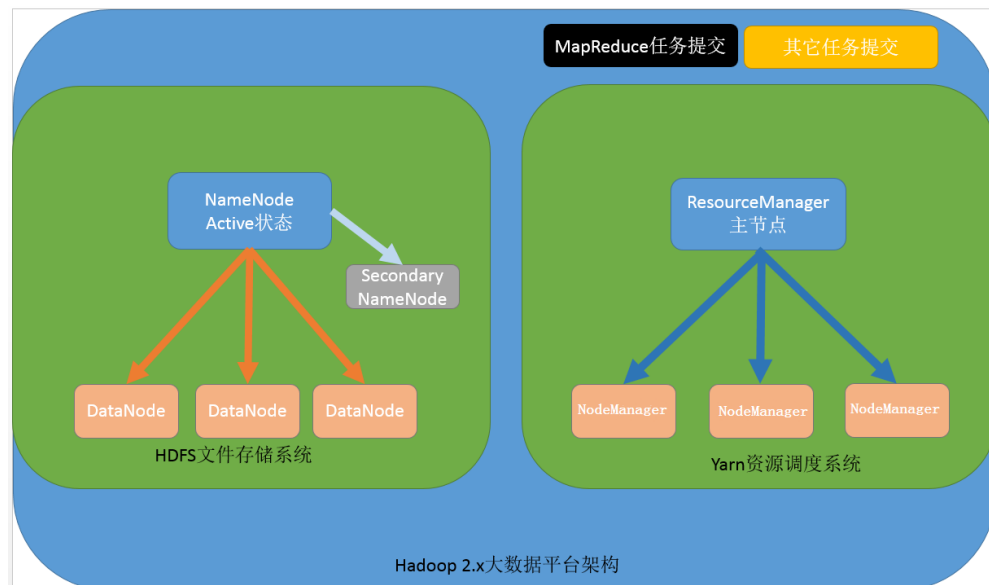 MapReduce任务提交
其它任务提交
NameNode
Active状态
Secondary
NameNode
DataNode
DataNode
DataNode
HDFS文件存储系统
ResourceManager
主节点
NodeManager
NodeManager
NodeManager
Yarn资源调度系统
Hadoop 2.x大数据平台架构